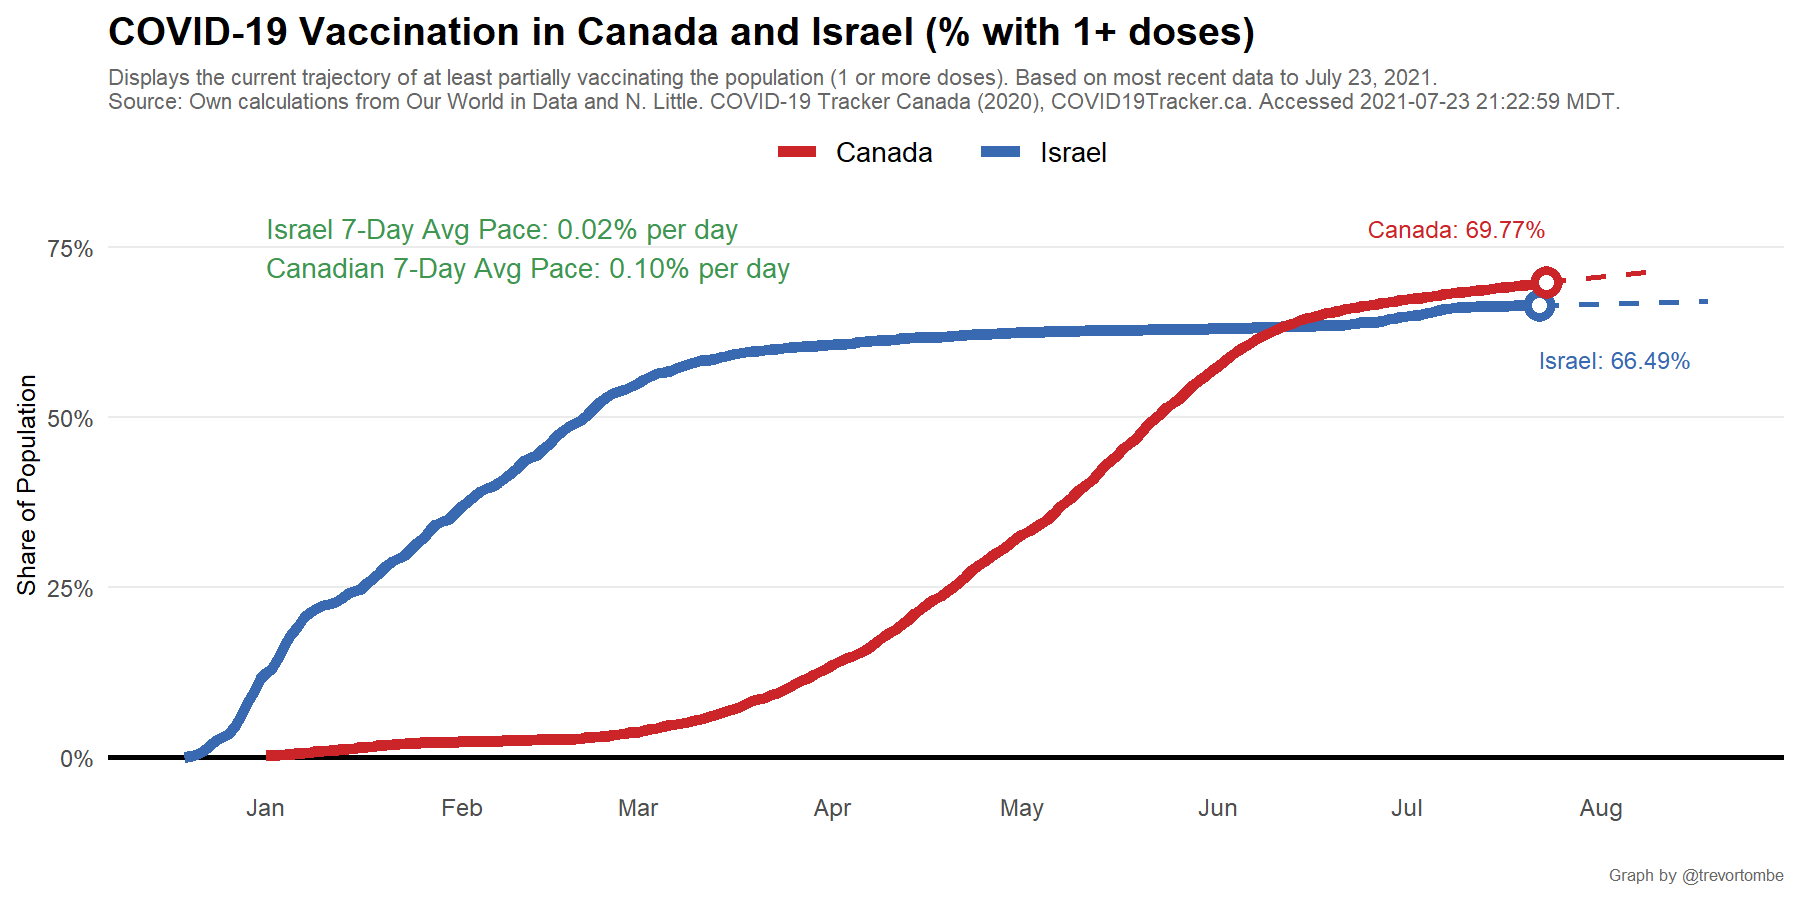 COVID-19 Vaccination in Canada and Israel (% with 1+ doses)
Displays the current trajectory of at least partially vaccinating the population (1 or more doses). Based on most recent data to July 23, 2021.
Source: Own calculations from Our World in Data and N. Little. COVID-19 Tracker Canada (2020), COVID19Tracker.ca. Accessed 2021-07-23 21:22:59 MDT.
Canada
Israel
Israel 7-Day Avg Pace: 0.02% per day
Canadian 7-Day Avg Pace: 0.10% per day
Canada: 69.77%
Israel: 66.49%
Share of Population
75%
50%
25%
0%
Jan
Feb
Mar
Apr
May
Jun
Jul
Aug
Graph by @trevortombe